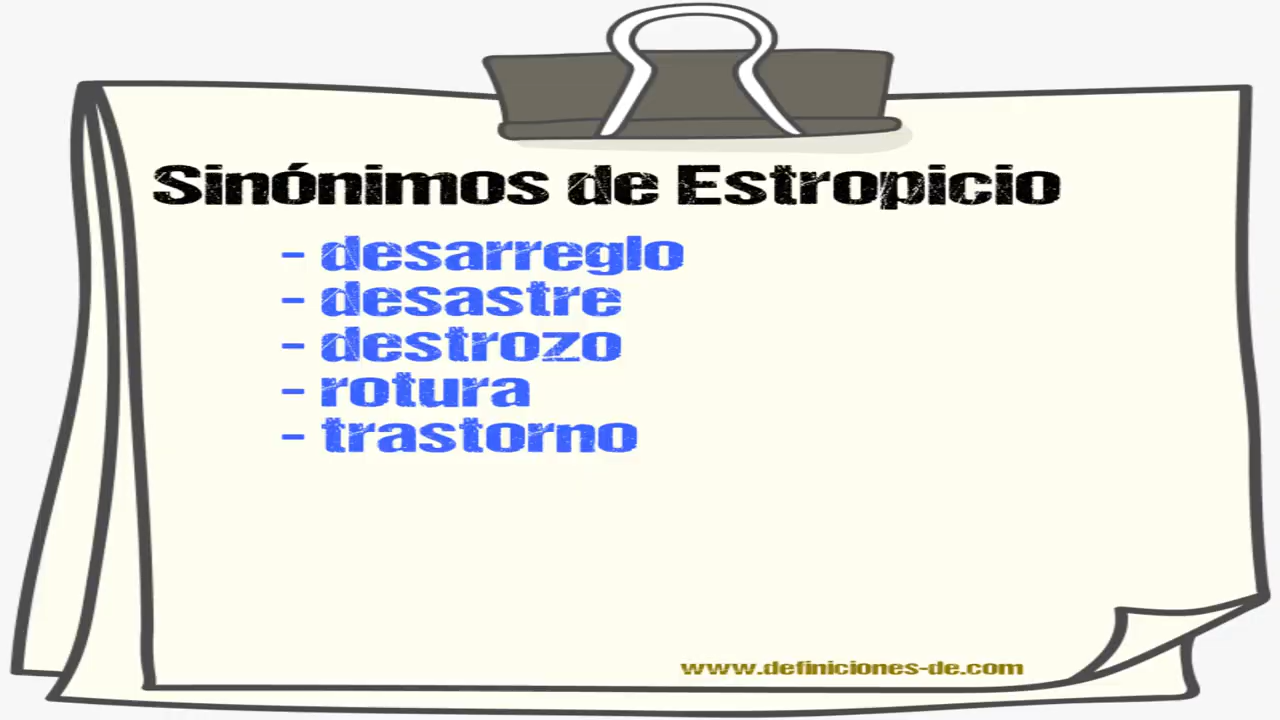 Sinónimos de Estropicio
- desarreglo
- desastre
- destrozo
- rotura
- trastorno
www.definiciones-de.com